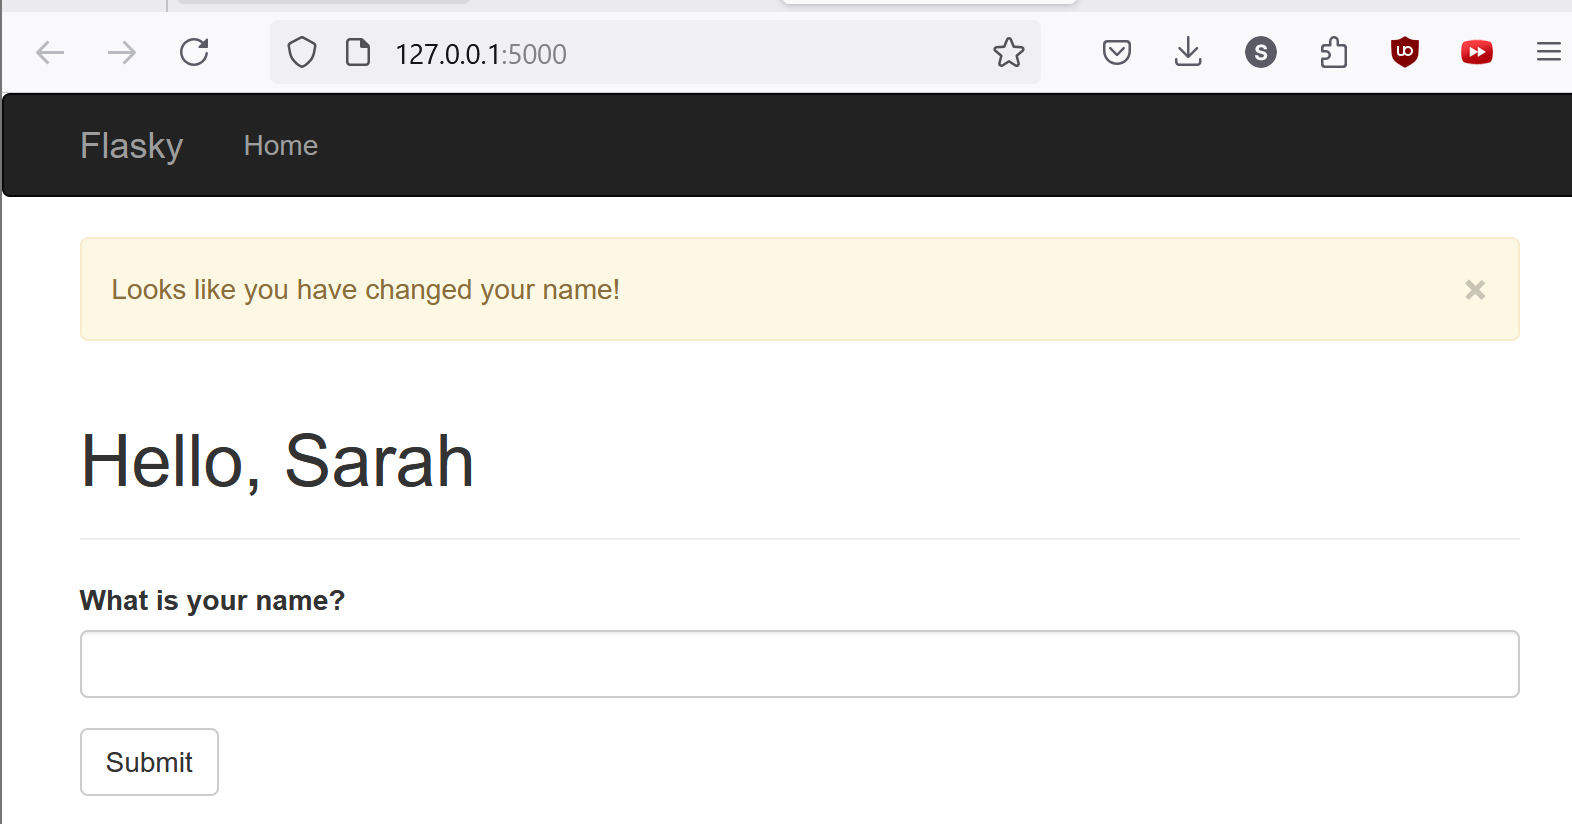 127.0.0.1:5000
S
UO
Flasky Home
Looks like you have changed your name!
×
Hello, Sarah
What is your name?
Submit